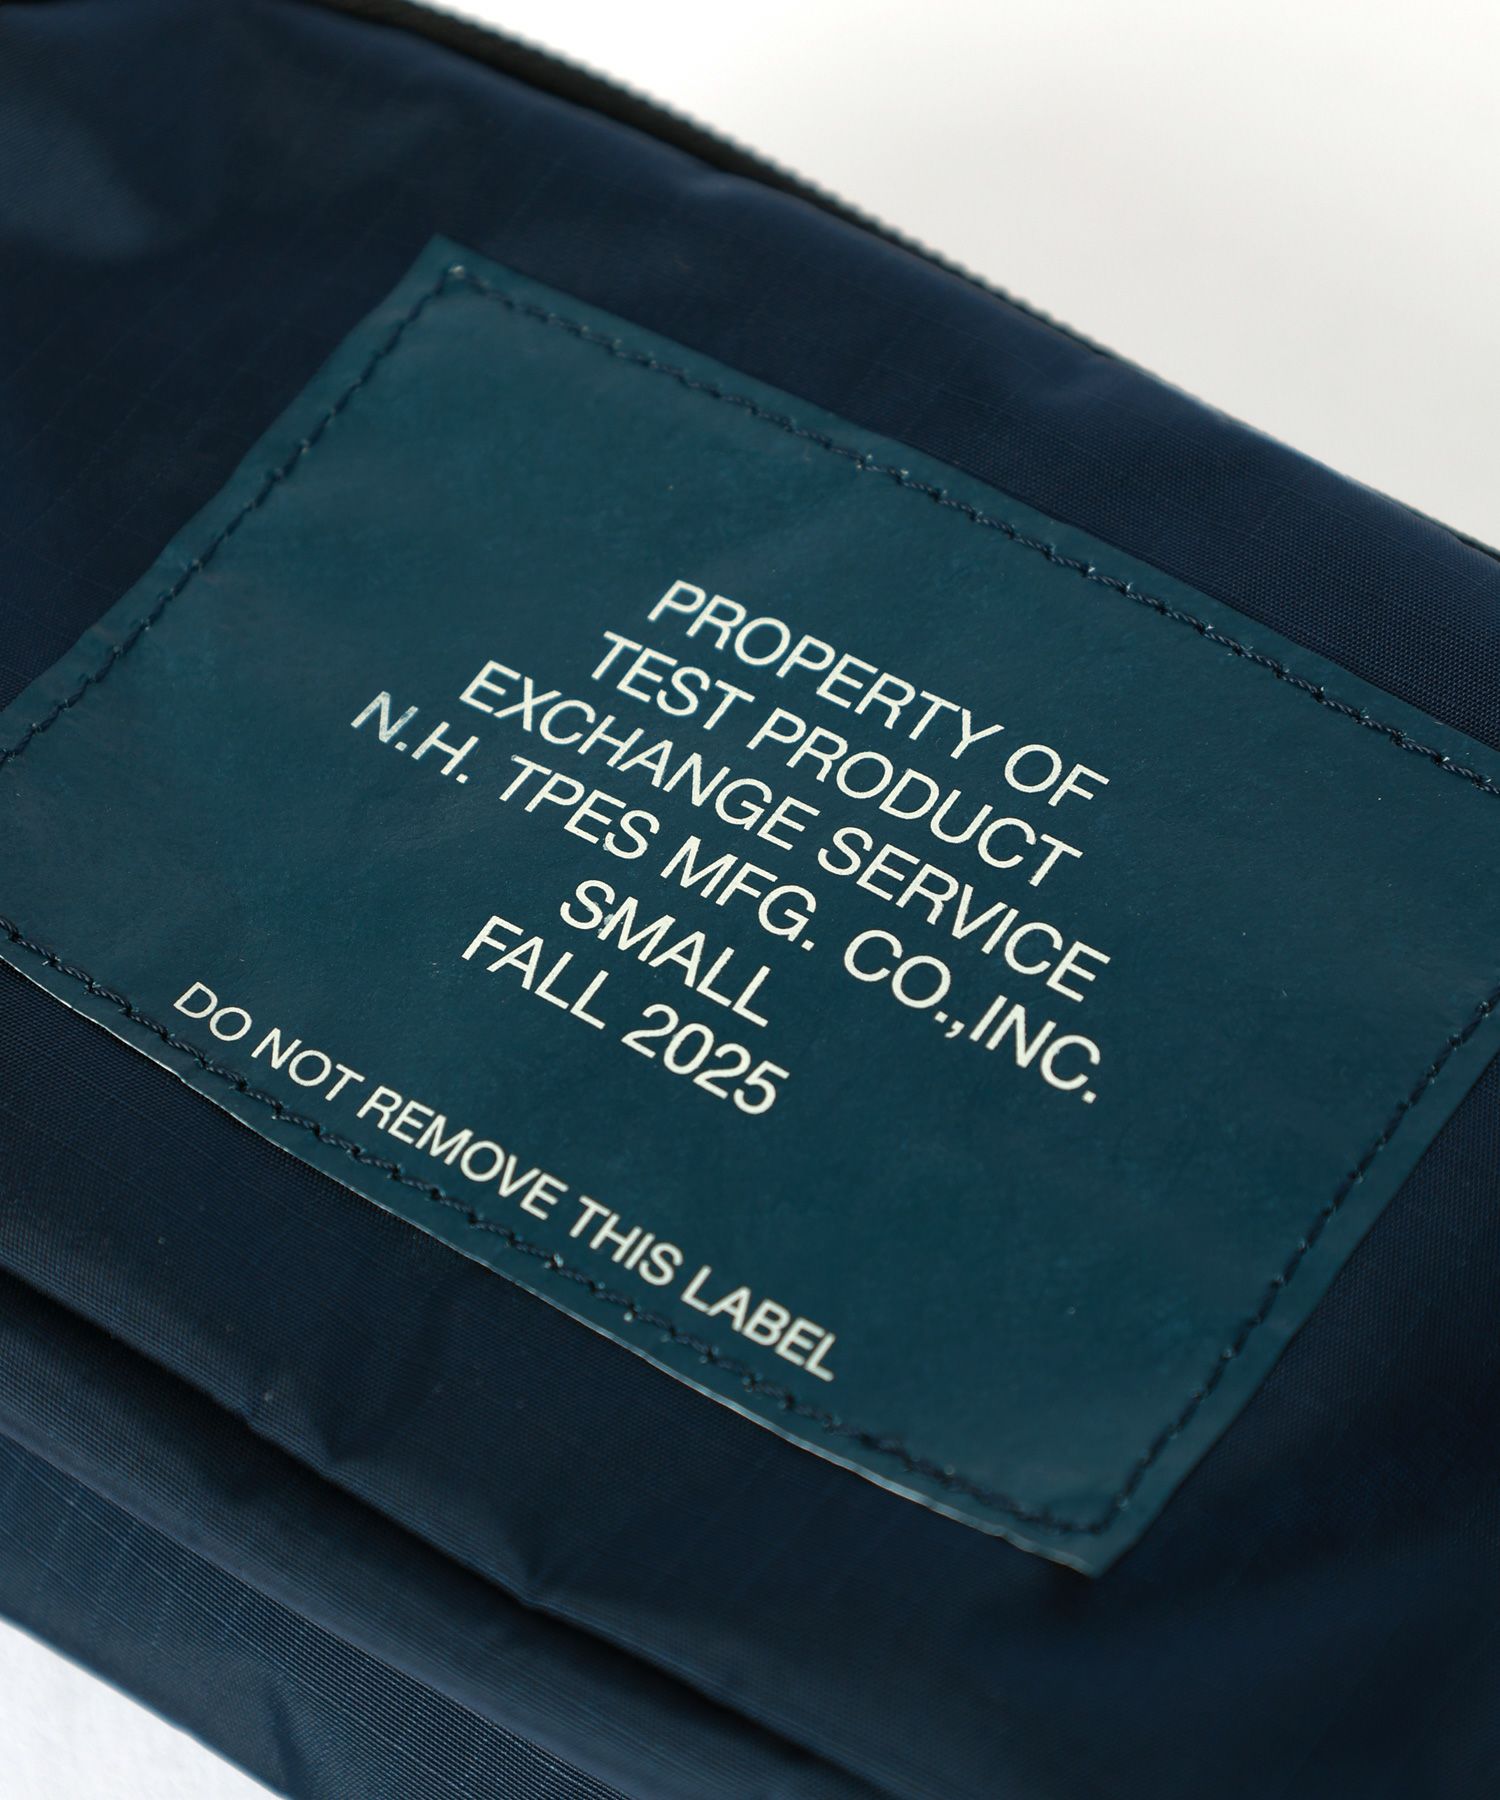 PROPERTY OF
TEST PRODUCT
EXCHANGE SERVICE
N.H. TPES MFG. CO.,INC.
SMALL
FALL 2025
DO NOT REMOVE THIS LABEL